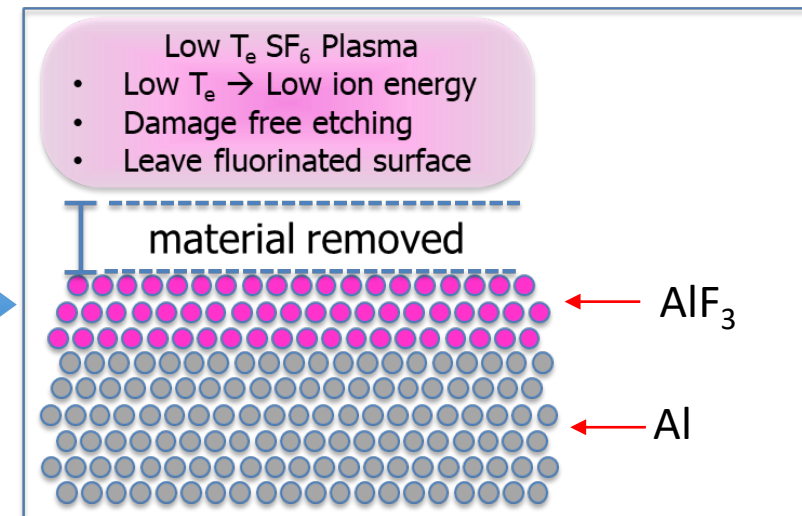 Low Tₑ SF₆ Plasma
• Low Tₑ → Low ion energy
• Damage free etching
• Leave fluorinated surface
material removed
AlF₃
Al